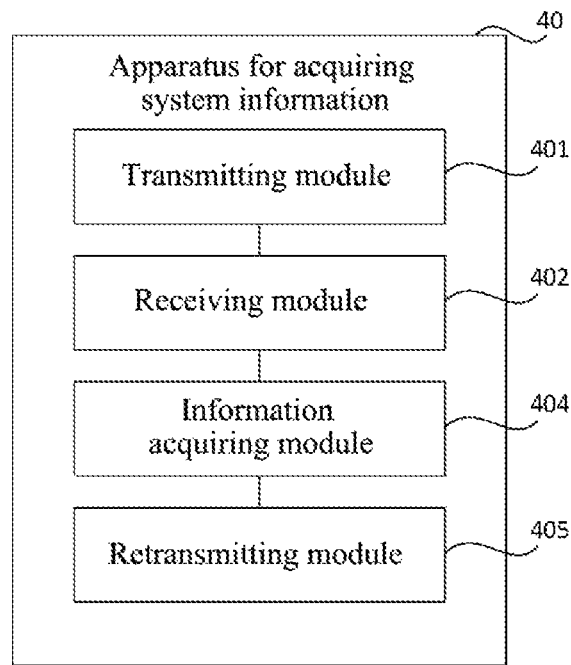 40
Apparatus for acquiring
system information
Transmitting module
401
Receiving module
402
Information
acquiring module
404
Retransmitting module
405